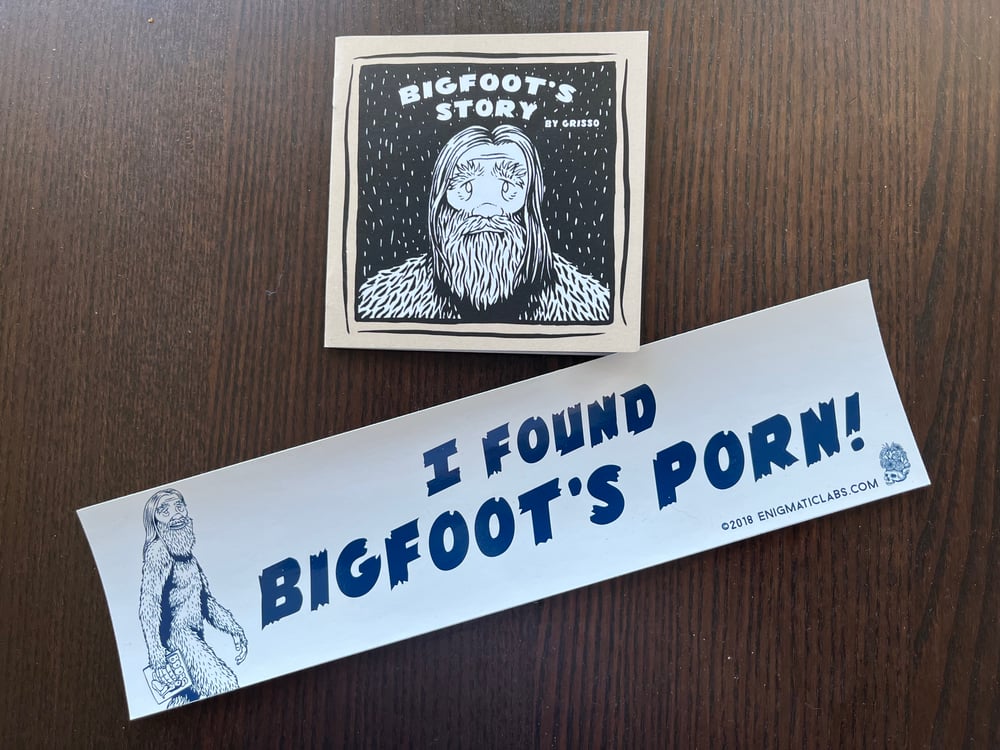 BIGFOOT'S
STORY
BY GRISSO
I FOUND
BIGFOOT'S PORN!
©2018 ENIGMATICLABS.COM